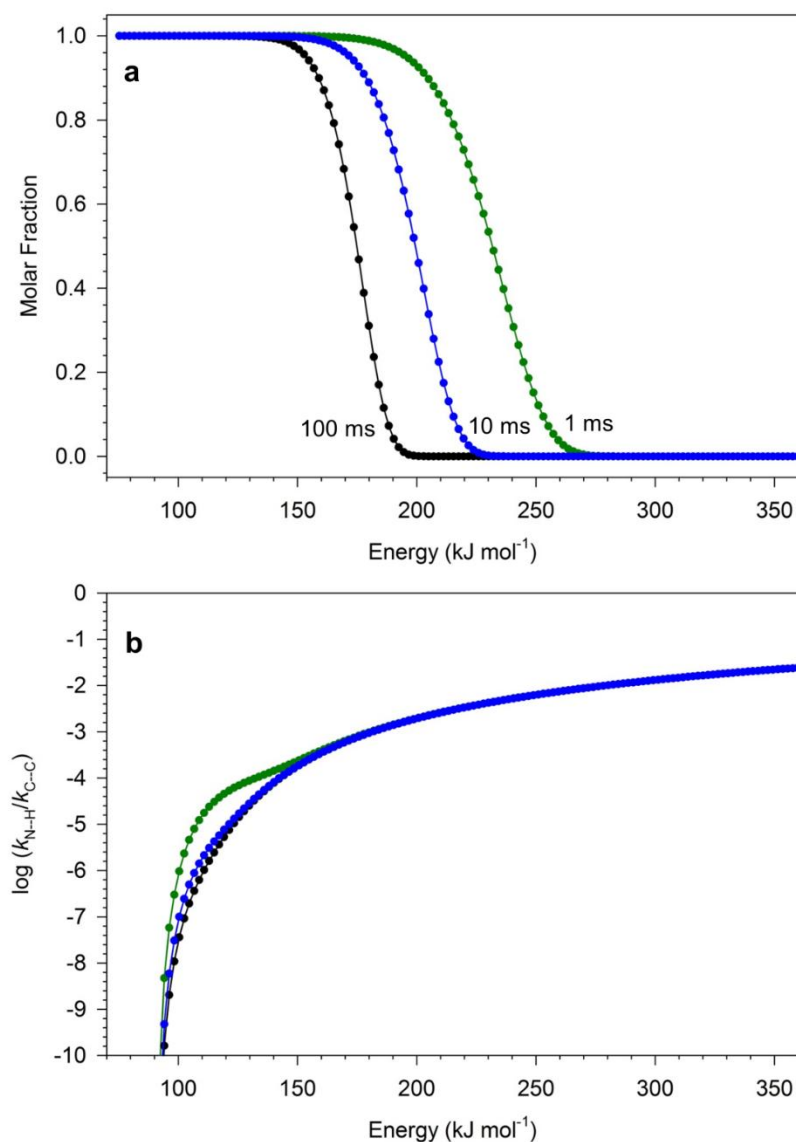 a
1.0
0.8
0.6
0.4
0.2
0.0
Molar Fraction
100 ms
10 ms
1 ms
100 150 200 250 300 350
Energy (kJ mol⁻¹)
b
0
-1
-2
-3
-4
-5
-6
-7
-8
-9
-10
log (k_N--H/k_C--C)
100 150 200 250 300 350
Energy (kJ mol⁻¹)